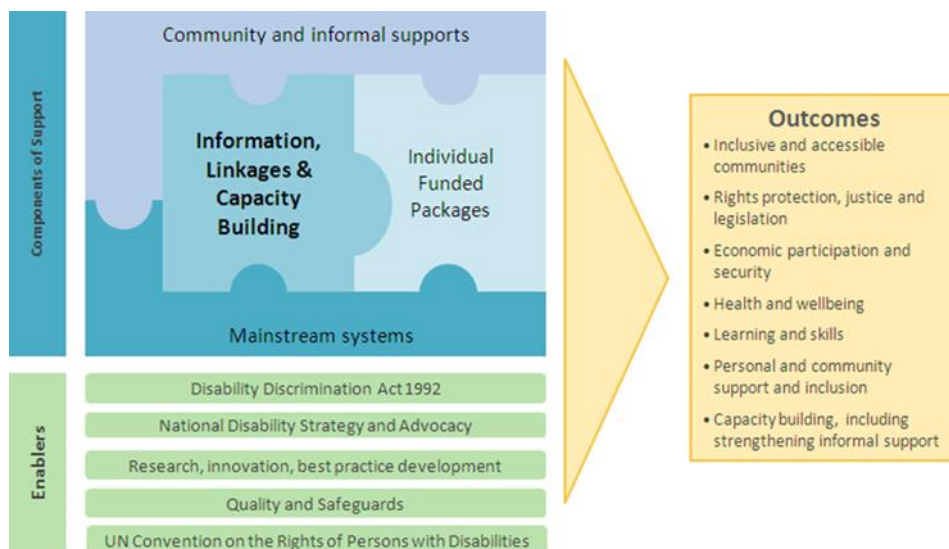 Components of Support
Community and informal supports
Information,
Linkages &
Capacity
Building
Individual
Funded
Packages
Mainstream systems
Enablers
Disability Discrimination Act 1992
National Disability Strategy and Advocacy
Research, innovation, best practice development
Quality and Safeguards
UN Convention on the Rights of Persons with Disabilities
Outcomes
• Inclusive and accessible
communities
• Rights protection, justice and
legislation
• Economic participation and
security
• Health and wellbeing
• Learning and skills
• Personal and community
support and inclusion
• Capacity building, including
strengthening informal support